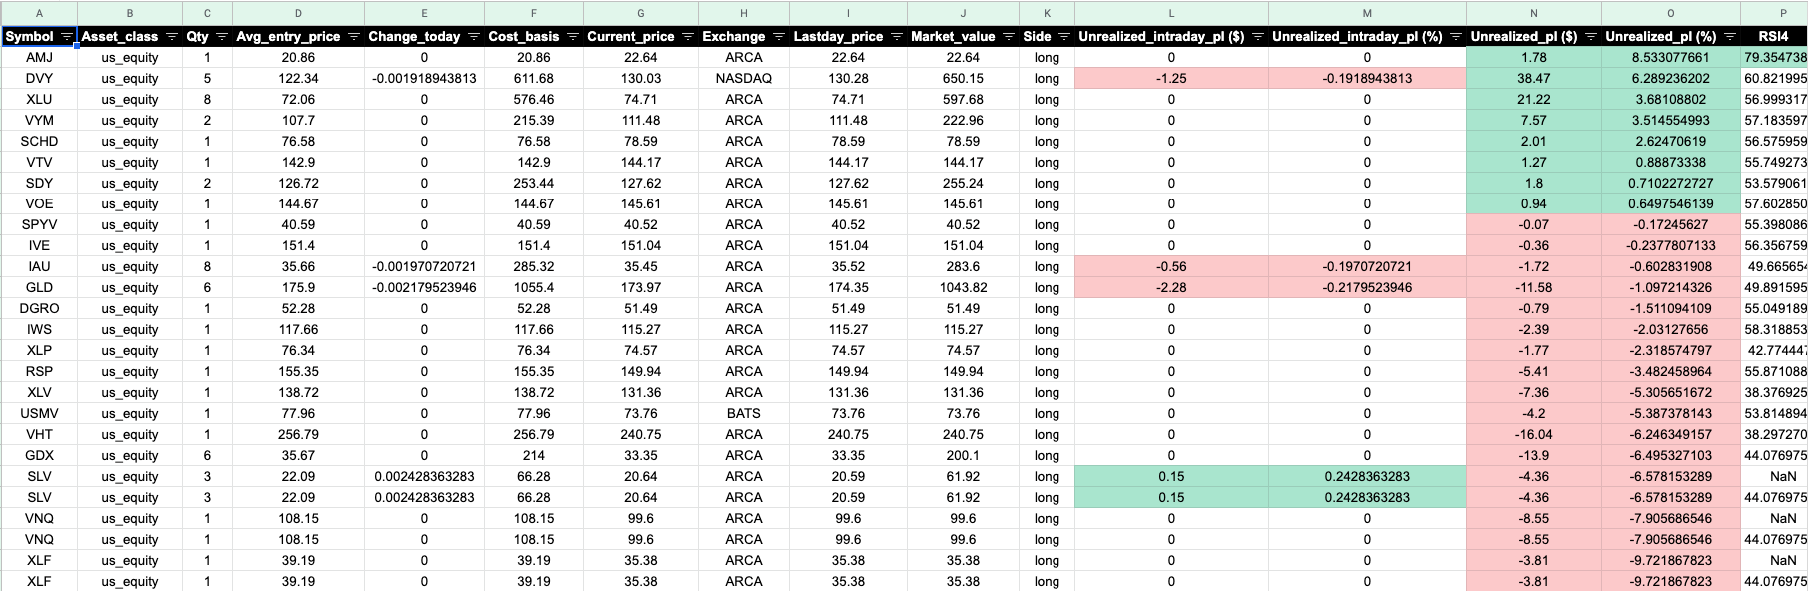 A B C D E F G H I J K L M N O P
Symbol Asset_class Qty Avg_entry_price Change_today Cost_basis Current_price Exchange Lastday_price Market_value Side Unrealized_intraday_pl ($) Unrealized_intraday_pl (%) Unrealized_pl ($) Unrealized_pl (%) RSI4
AMJ us_equity 1 20.86 0 20.86 22.64 ARCA 22.64 22.64 long 0 0 1.78 8.533077661 79.354738
DVY us_equity 5 122.34 -0.001918943813 611.68 130.03 NASDAQ 130.28 650.15 long -1.25 -0.1918943813 38.47 6.289236202 60.821995
XLU us_equity 8 72.06 0 576.46 74.71 ARCA 74.71 597.68 long 0 0 21.22 3.68108802 56.999317
VYM us_equity 2 107.7 0 215.39 111.48 ARCA 111.48 222.96 long 0 0 7.57 3.514554993 57.183597
SCHD us_equity 1 76.58 0 76.58 78.59 ARCA 78.59 78.59 long 0 0 2.01 2.62470619 56.575959
VTV us_equity 1 142.9 0 142.9 144.17 ARCA 144.17 144.17 long 0 0 1.27 0.88873338 55.749273
SDY us_equity 2 126.72 0 253.44 127.62 ARCA 127.62 255.24 long 0 0 1.8 0.7102272727 53.579061
VOE us_equity 1 144.67 0 144.67 145.61 ARCA 145.61 145.61 long 0 0 0.94 0.6497546139 57.602850
SPYV us_equity 1 40.59 0 40.59 40.52 ARCA 40.52 40.52 long 0 0 -0.07 -0.17245627 55.398086
IVE us_equity 1 151.4 0 151.4 151.04 ARCA 151.04 151.04 long 0 0 -0.36 -0.2377807133 56.356759
IAU us_equity 8 35.66 -0.001970720721 285.32 35.45 ARCA 35.52 283.6 long -0.56 -0.1970720721 -1.72 -0.602831908 49.665654
GLD us_equity 6 175.9 -0.002179523946 1055.4 173.97 ARCA 174.35 1043.82 long -2.28 -0.2179523946 -11.58 -1.097214326 49.891595
DGRO us_equity 1 52.28 0 52.28 51.49 ARCA 51.49 51.49 long 0 0 -0.79 -1.511094109 55.049189
IWS us_equity 1 117.66 0 117.66 115.27 ARCA 115.27 115.27 long 0 0 -2.39 -2.03127656 58.318853
XLP us_equity 1 76.34 0 76.34 74.57 ARCA 74.57 74.57 long 0 0 -1.77 -2.318574797 42.774447
RSP us_equity 1 155.35 0 155.35 149.94 ARCA 149.94 149.94 long 0 0 -5.41 -3.482458964 55.871088
XLV us_equity 1 138.72 0 138.72 131.36 ARCA 131.36 131.36 long 0 0 -7.36 -5.305651672 38.376925
USMV us_equity 1 77.96 0 77.96 73.76 BATS 73.76 73.76 long 0 0 -4.2 -5.387378143 53.814894
VHT us_equity 1 256.79 0 256.79 240.75 ARCA 240.75 240.75 long 0 0 -16.04 -6.246349157 38.297270
GDX us_equity 6 35.67 0 214 33.35 ARCA 33.35 200.1 long 0 0 -13.9 -6.495327103 44.076975
SLV us_equity 3 22.09 0.002428363283 66.28 20.64 ARCA 20.59 61.92 long 0.15 0.2428363283 -4.36 -6.578153289 NaN
SLV us_equity 3 22.09 0.002428363283 66.28 20.64 ARCA 20.59 61.92 long 0.15 0.2428363283 -4.36 -6.578153289 44.076975
VNQ us_equity 1 108.15 0 108.15 99.6 ARCA 99.6 99.6 long 0 0 -8.55 -7.905686546 NaN
VNQ us_equity 1 108.15 0 108.15 99.6 ARCA 99.6 99.6 long 0 0 -8.55 -7.905686546 44.076975
XLF us_equity 1 39.19 0 39.19 35.38 ARCA 35.38 35.38 long 0 0 -3.81 -9.721867823 NaN
XLF us_equity 1 39.19 0 39.19 35.38 ARCA 35.38 35.38 long 0 0 -3.81 -9.721867823 44.076975